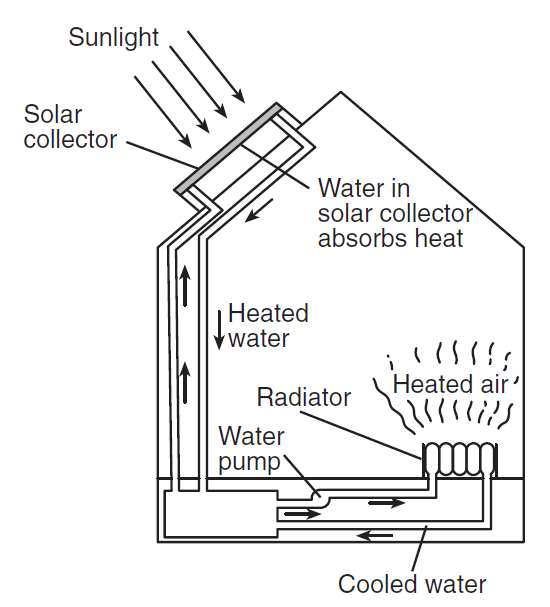 Sunlight
Solar
collector
Water in
solar collector
absorbs heat
Heated
water
Heated air
Radiator
Water
pump
Cooled water